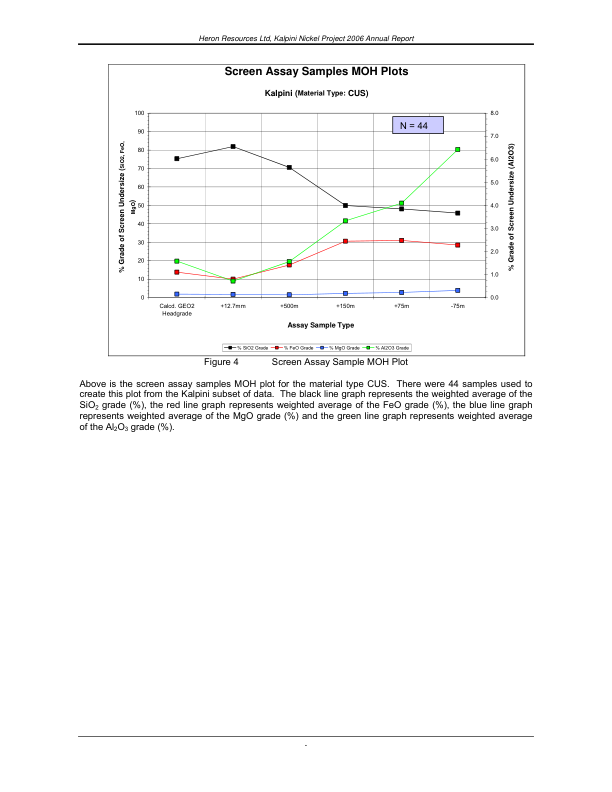 Heron Resources Ltd, Kalpini Nickel Project 2006 Annual Report
Screen Assay Samples MOH Plots
Kalpini (Material Type: CUS)
N = 44
% Grade of Screen Undersize (SiO2, FeO,
MgO)
100
90
80
70
60
50
40
30
20
10
0
8.0
7.0
6.0
5.0
4.0
3.0
2.0
1.0
0.0
% Grade of Screen Undersize (Al2O3)
Calcd. GEO2 +12.7mm +500m +150m +75m -75m
Headgrade
Assay Sample Type
% SiO2 Grade % FeO Grade % MgO Grade % Al2O3 Grade
Figure 4 Screen Assay Sample MOH Plot
Above is the screen assay samples MOH plot for the material type CUS. There were 44 samples used to
create this plot from the Kalpini subset of data. The black line graph represents the weighted average of the
SiO₂ grade (%), the red line graph represents weighted average of the FeO grade (%), the blue line graph
represents weighted average of the MgO grade (%) and the green line graph represents weighted average
of the Al₂O₃ grade (%).
-